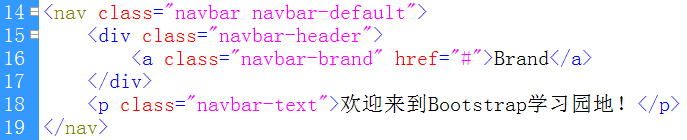 14 <nav class="navbar navbar-default">
15     <div class="navbar-header">
16         <a class="navbar-brand" href="#">Brand</a>
17     </div>
18     <p class="navbar-text">欢迎来到Bootstrap学习园地！</p>
19 </nav>